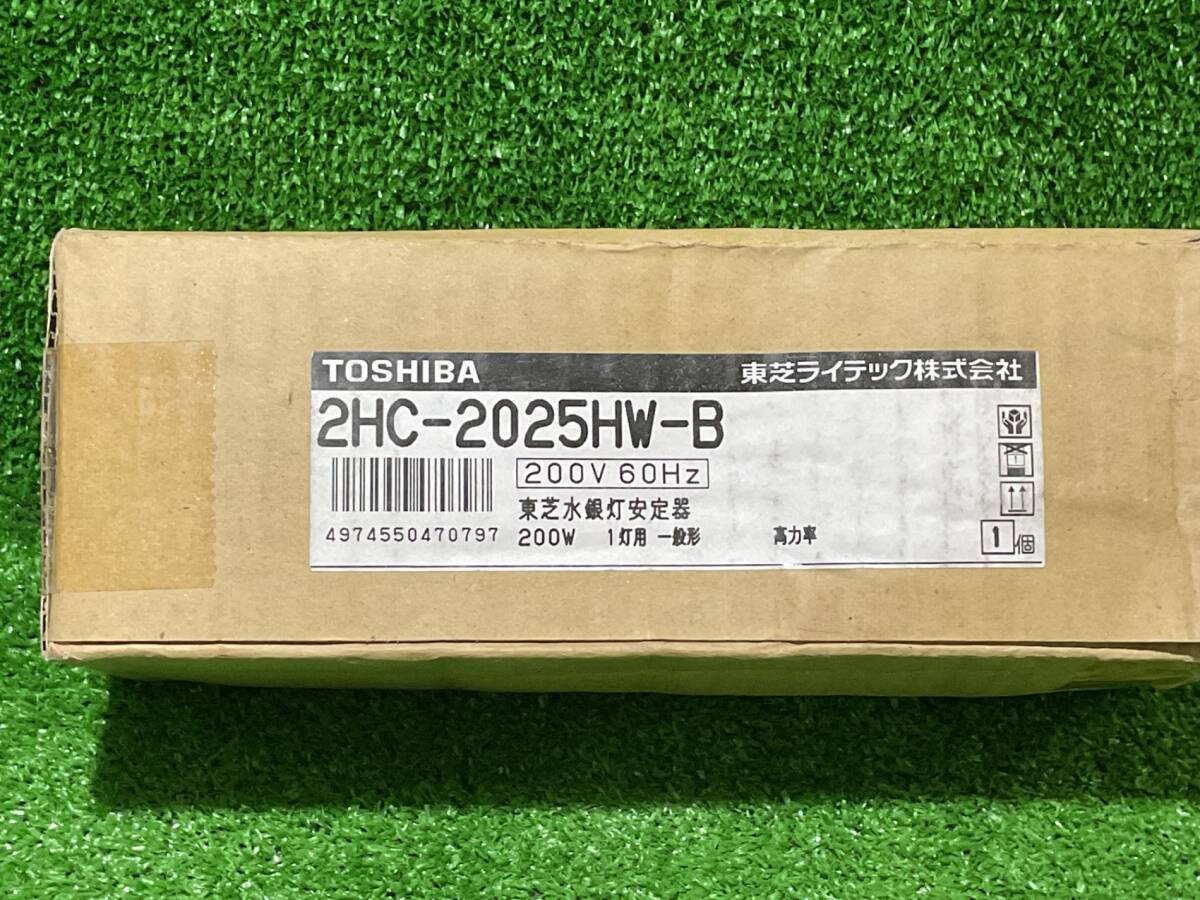 TOSHIBA 東芝ライテック株式会社
2HC-2025HW-B
200V 60Hz
東芝水銀灯安定器
4974550470797 200W 1灯用 一般形 高力率
1個